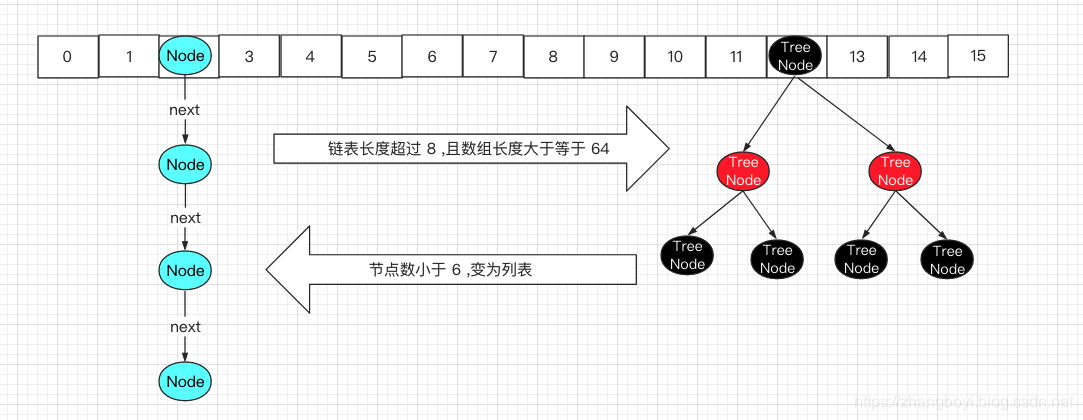 0 1 Node 3 4 5 6 7 8 9 10 11 Tree Node 13 14 15
next
Node
链表长度超过 8 ,且数组长度大于等于 64
Tree
Node
Tree
Node
next
Node
节点数小于 6 ,变为列表
Tree
Node
Tree
Node
Tree
Node
Tree
Node
next
Node
https://zhangboyi.blog.csdn.net